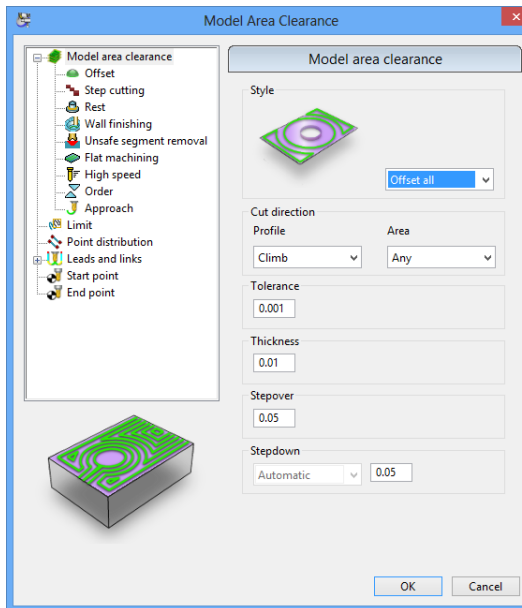 Model Area Clearance
Model area clearance
Offset
Step cutting
Rest
Wall finishing
Unsafe segment removal
Flat machining
High speed
Order
Approach
Limit
Point distribution
Leads and links
Start point
End point
Model area clearance
Style
Offset all
Cut direction
Profile Area
Climb Any
Tolerance
0.001
Thickness
0.01
Stepover
0.05
Stepdown
Automatic 0.05
OK Cancel